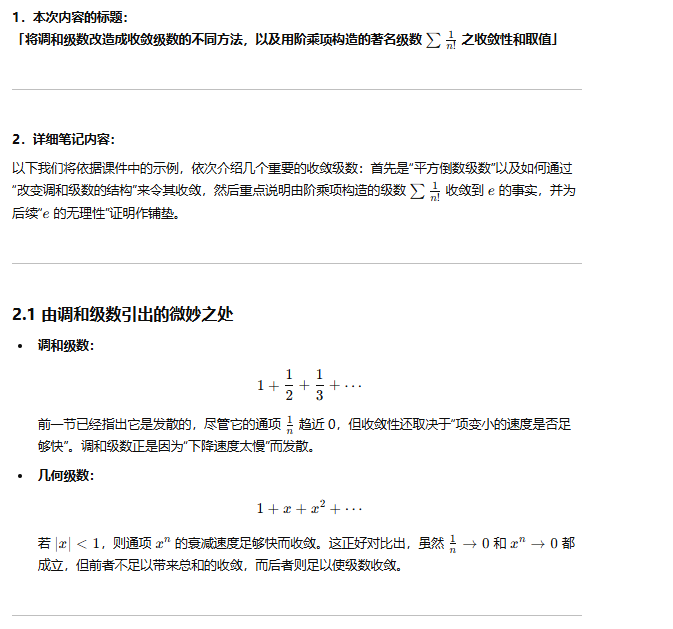 1. 本次内容的标题：
「将调和级数改造成收敛级数的不同方法，以及用阶乘项构造的著名级数 ∑ 1/n! 之收敛性和取值」
2. 详细笔记内容：
以下我们将依据课件中的示例，依次介绍几个重要的收敛级数：首先是“平方倒数级数”以及如何通过
“改变调和级数的结构”来令其收敛，然后重点说明由阶乘项构造的级数 ∑ 1/n! 收敛到 e 的事实，并为
后续“e 的无理性”证明作铺垫。
2.1 由调和级数引出的微妙之处
• 调和级数：
1 + 1/2 + 1/3 + ⋯
前一节已经指出它是发散的，尽管它的通项 1/n 趋近 0，但收敛性还取决于“项变小的速度是否足
够快”。调和级数正是因为“下降速度太慢”而发散。
• 几何级数：
1 + x + x² + ⋯
若 |x| < 1，则通项 xⁿ 的衰减速度足够快而收敛。这正好对比出，虽然 1/n → 0 和 xⁿ → 0 都
成立，但前者不足以带来总和的收敛，而后者则足以使级数收敛。